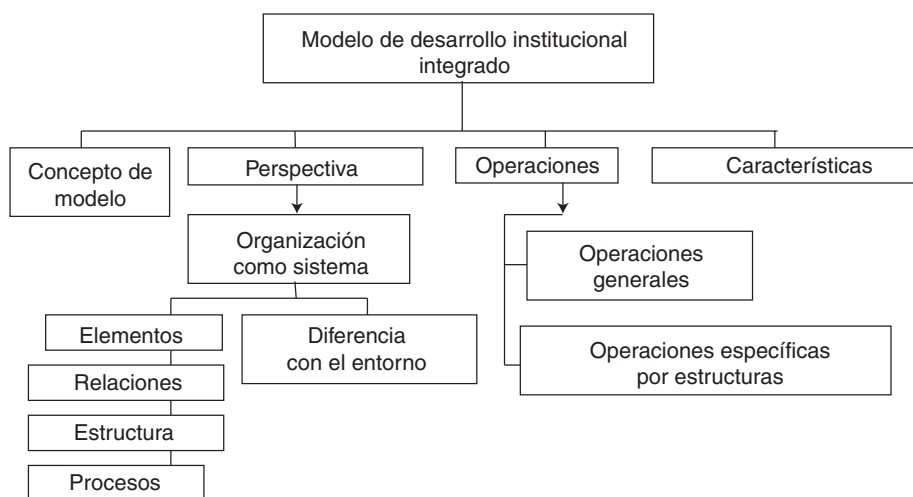 Modelo de desarrollo institucional
integrado
Concepto de
modelo
Perspectiva
Operaciones
Características
Organización
como sistema
Operaciones
generales
Elementos
Relaciones
Estructura
Procesos
Diferencia
con el entorno
Operaciones específicas
por estructuras